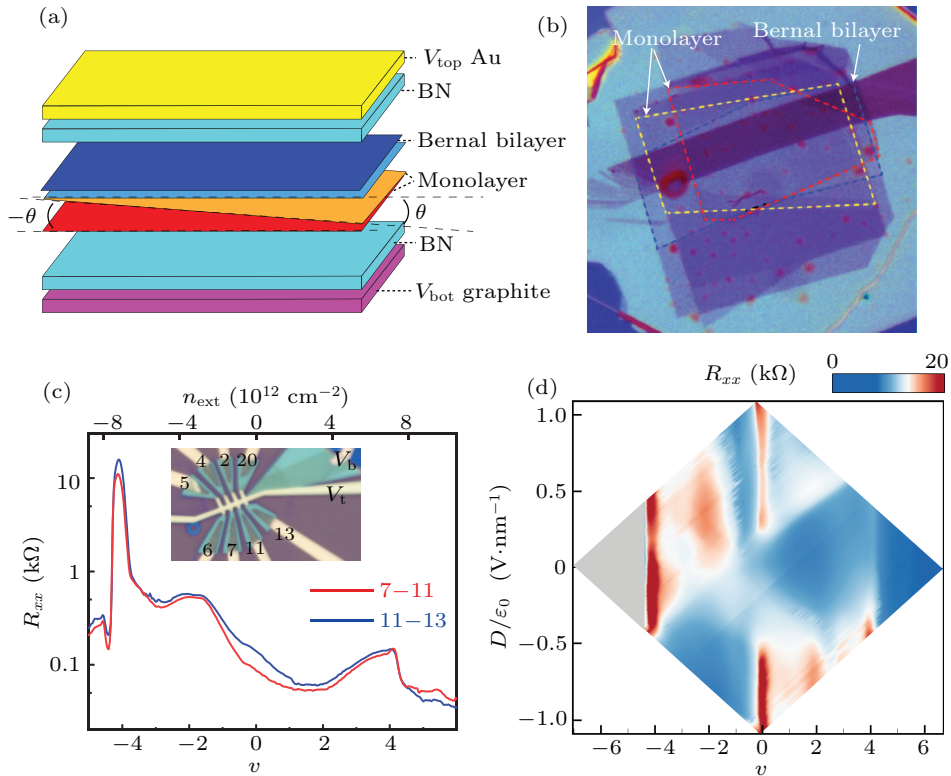 (a)
V_top Au
BN
Bernal bilayer
Monolayer
−θ
θ
BN
V_bot graphite
(b)
Monolayer
Bernal bilayer
(c)
n_ext (10^12 cm^−2)
−8 −4 0 4 8
10
1
0.1
R_xx (kΩ)
4 2 20
V_b
5
V_t
13
6 7 11
7−11
11−13
−4 −2 0 2 4
v
(d)
R_xx (kΩ)
0 20
1.0
0.5
0
−0.5
−1.0
D/ε_0 (V·nm^−1)
−6 −4 −2 0 2 4 6
v